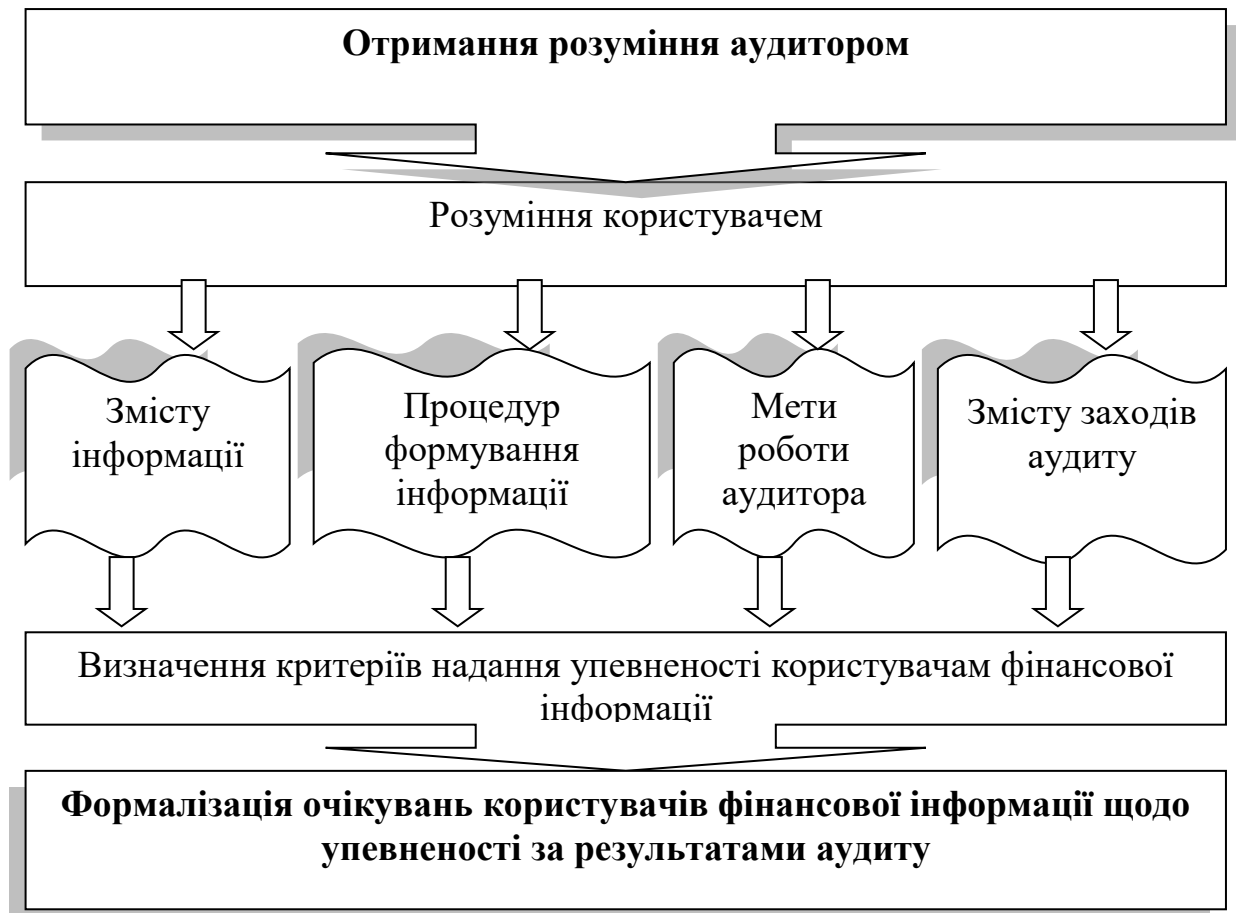 Отримання розуміння аудитором
Розуміння користувачем
Змісту
інформації
Процедур
формування
інформації
Мети
роботи
аудитора
Змісту заходів
аудиту
Визначення критеріїв надання упевненості користувачам фінансової
інформації
Формалізація очікувань користувачів фінансової інформації щодо
упевненості за результатами аудиту